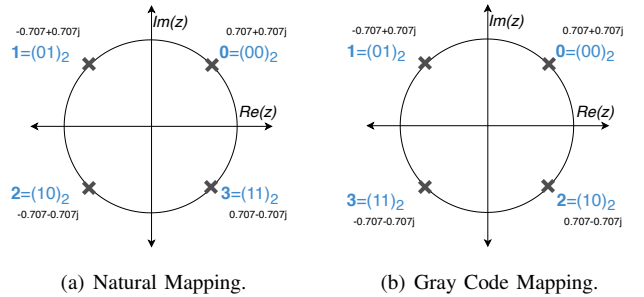 -0.707+0.707j Im(z) 0.707+0.707j
1=(01)₂ 0=(00)₂
Re(z)
2=(10)₂ 3=(11)₂
-0.707-0.707j 0.707-0.707j
(a) Natural Mapping.
-0.707+0.707j Im(z) 0.707+0.707j
1=(01)₂ 0=(00)₂
Re(z)
3=(11)₂ 2=(10)₂
-0.707-0.707j 0.707-0.707j
(b) Gray Code Mapping.